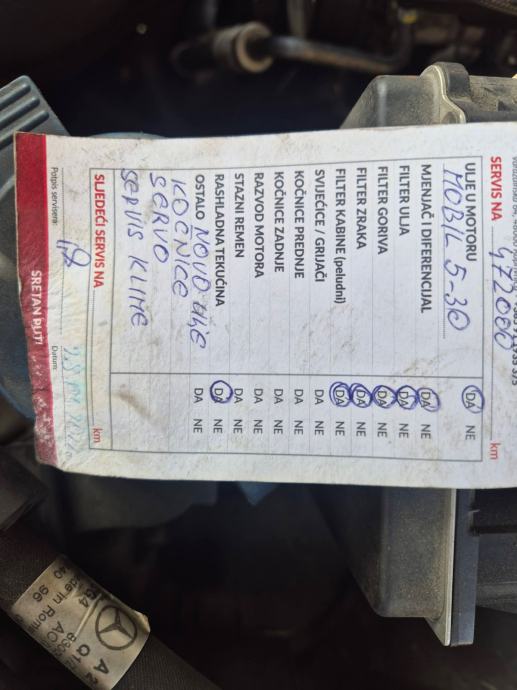 SERVIS NA 472000 km
ULJE U MOTORU DA NE
MOBIL 5-30
MJENJAČ I DIFERENCIJAL DA NE
FILTER ULJA DA NE
FILTER GORIVA DA NE
FILTER ZRAKA DA NE
FILTER KABINE (peludni) DA NE
SVIJEĆICE / GRIJAČI DA NE
KOČNICE PREDNJE DA NE
KOČNICE ZADNJE DA NE
RAZVOD MOTORA DA NE
STAZNI REMEN DA NE
RASHLADNA TEKUĆINA DA NE
OSTALO NOVO ULJE
KOČNICE
SERVO
SERVIS KLIME
SLJEDEĆI SERVIS NA km
Potpis servisera: Datum:
SRETAN PUT!
A 2